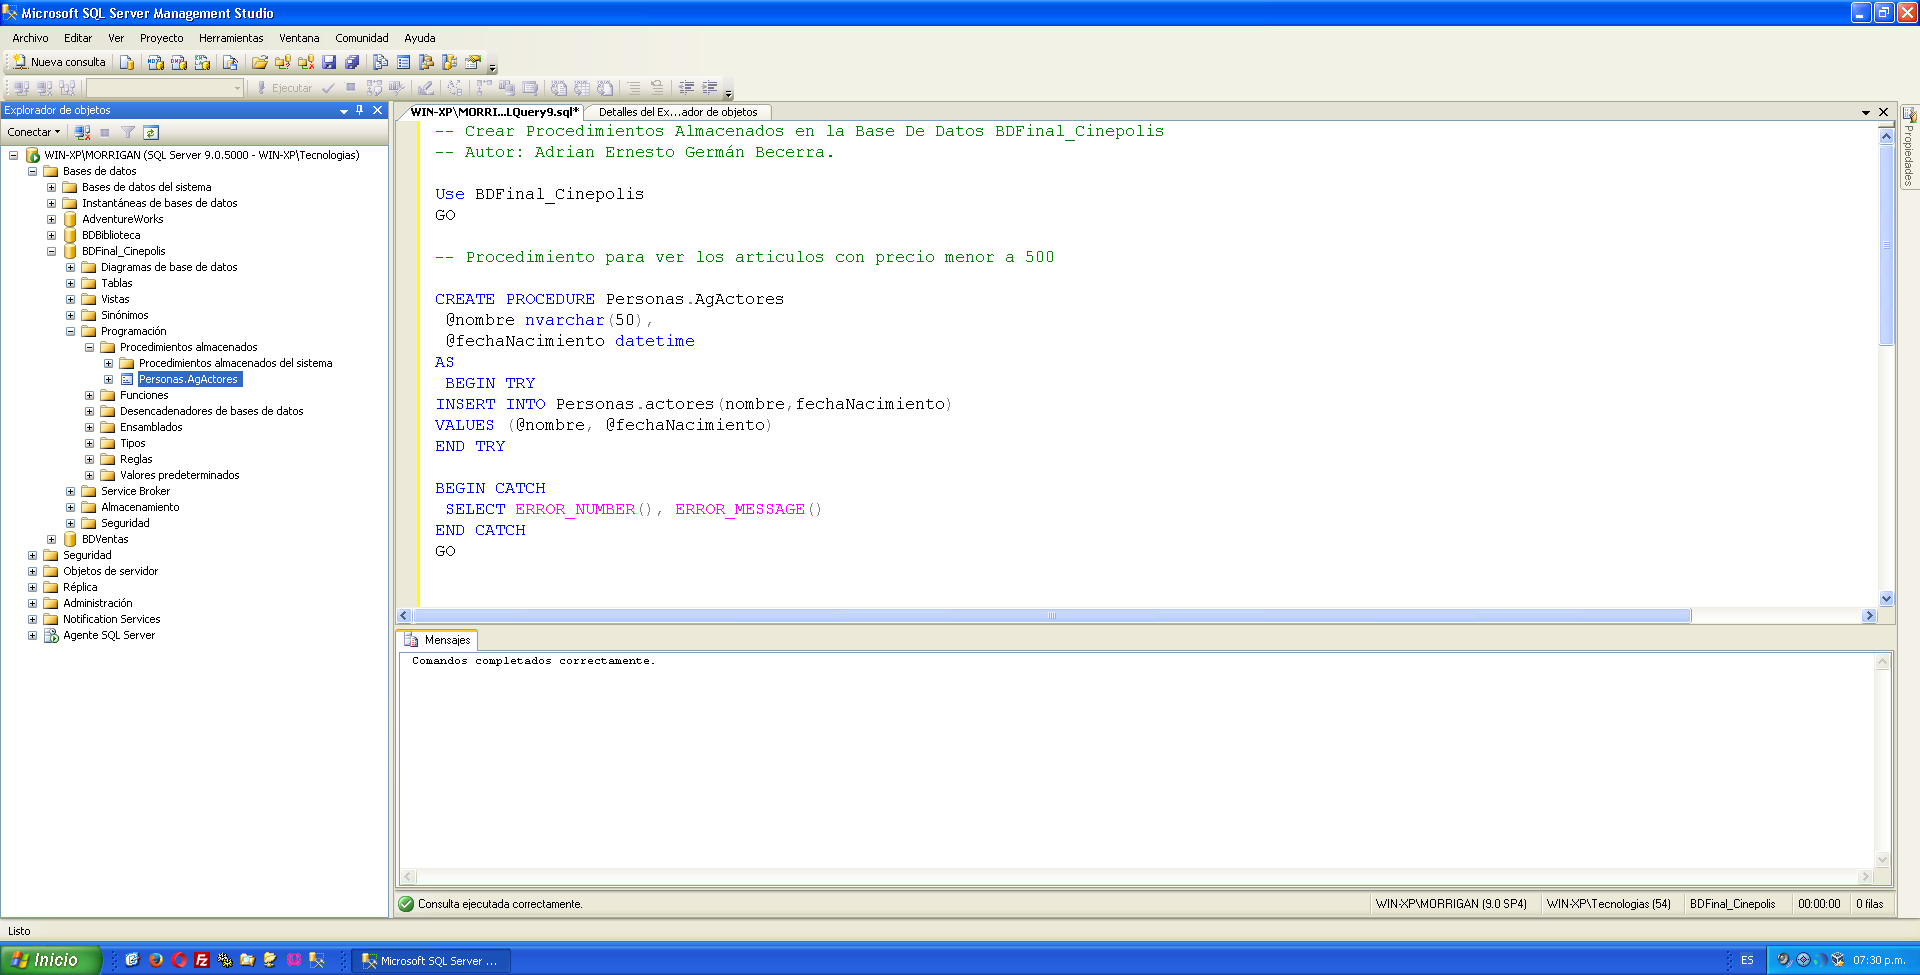 Microsoft SQL Server Management Studio
Archivo Editar Ver Proyecto Herramientas Ventana Comunidad Ayuda
Nueva consulta
Ejecutar
Explorador de objetos
Conectar
WIN-XP\MORRIGAN (SQL Server 9.0.5000 - WIN-XP\Tecnologias)
Bases de datos
Bases de datos del sistema
Instantáneas de bases de datos
AdventureWorks
BDBiblioteca
BDFinal_Cinepolis
Diagramas de base de datos
Tablas
Vistas
Sinónimos
Programación
Procedimientos almacenados
Procedimientos almacenados del sistema
Personas.AgActores
Funciones
Desencadenadores de bases de datos
Ensamblados
Tipos
Reglas
Valores predeterminados
Service Broker
Almacenamiento
Seguridad
BDVentas
Seguridad
Objetos de servidor
Réplica
Administración
Notification Services
Agente SQL Server
WIN-XP\MORRI...LQuery9.sql* Detalles del Ex...ador de objetos
-- Crear Procedimientos Almacenados en la Base De Datos BDFinal_Cinepolis
-- Autor: Adrian Ernesto Germán Becerra.
Use BDFinal_Cinepolis
GO
-- Procedimiento para ver los articulos con precio menor a 500
CREATE PROCEDURE Personas.AgActores
@nombre nvarchar(50),
@fechaNacimiento datetime
AS
BEGIN TRY
INSERT INTO Personas.actores(nombre,fechaNacimiento)
VALUES (@nombre, @fechaNacimiento)
END TRY
BEGIN CATCH
SELECT ERROR_NUMBER(), ERROR_MESSAGE()
END CATCH
GO
Propiedades
Mensajes
Comandos completados correctamente.
Consulta ejecutada correctamente. WIN-XP\MORRIGAN (9.0 SP4) WIN-XP\Tecnologias (54) BDFinal_Cinepolis 00:00:00 0 filas
Listo
Inicio Microsoft SQL Server ... ES 07:30 p.m.